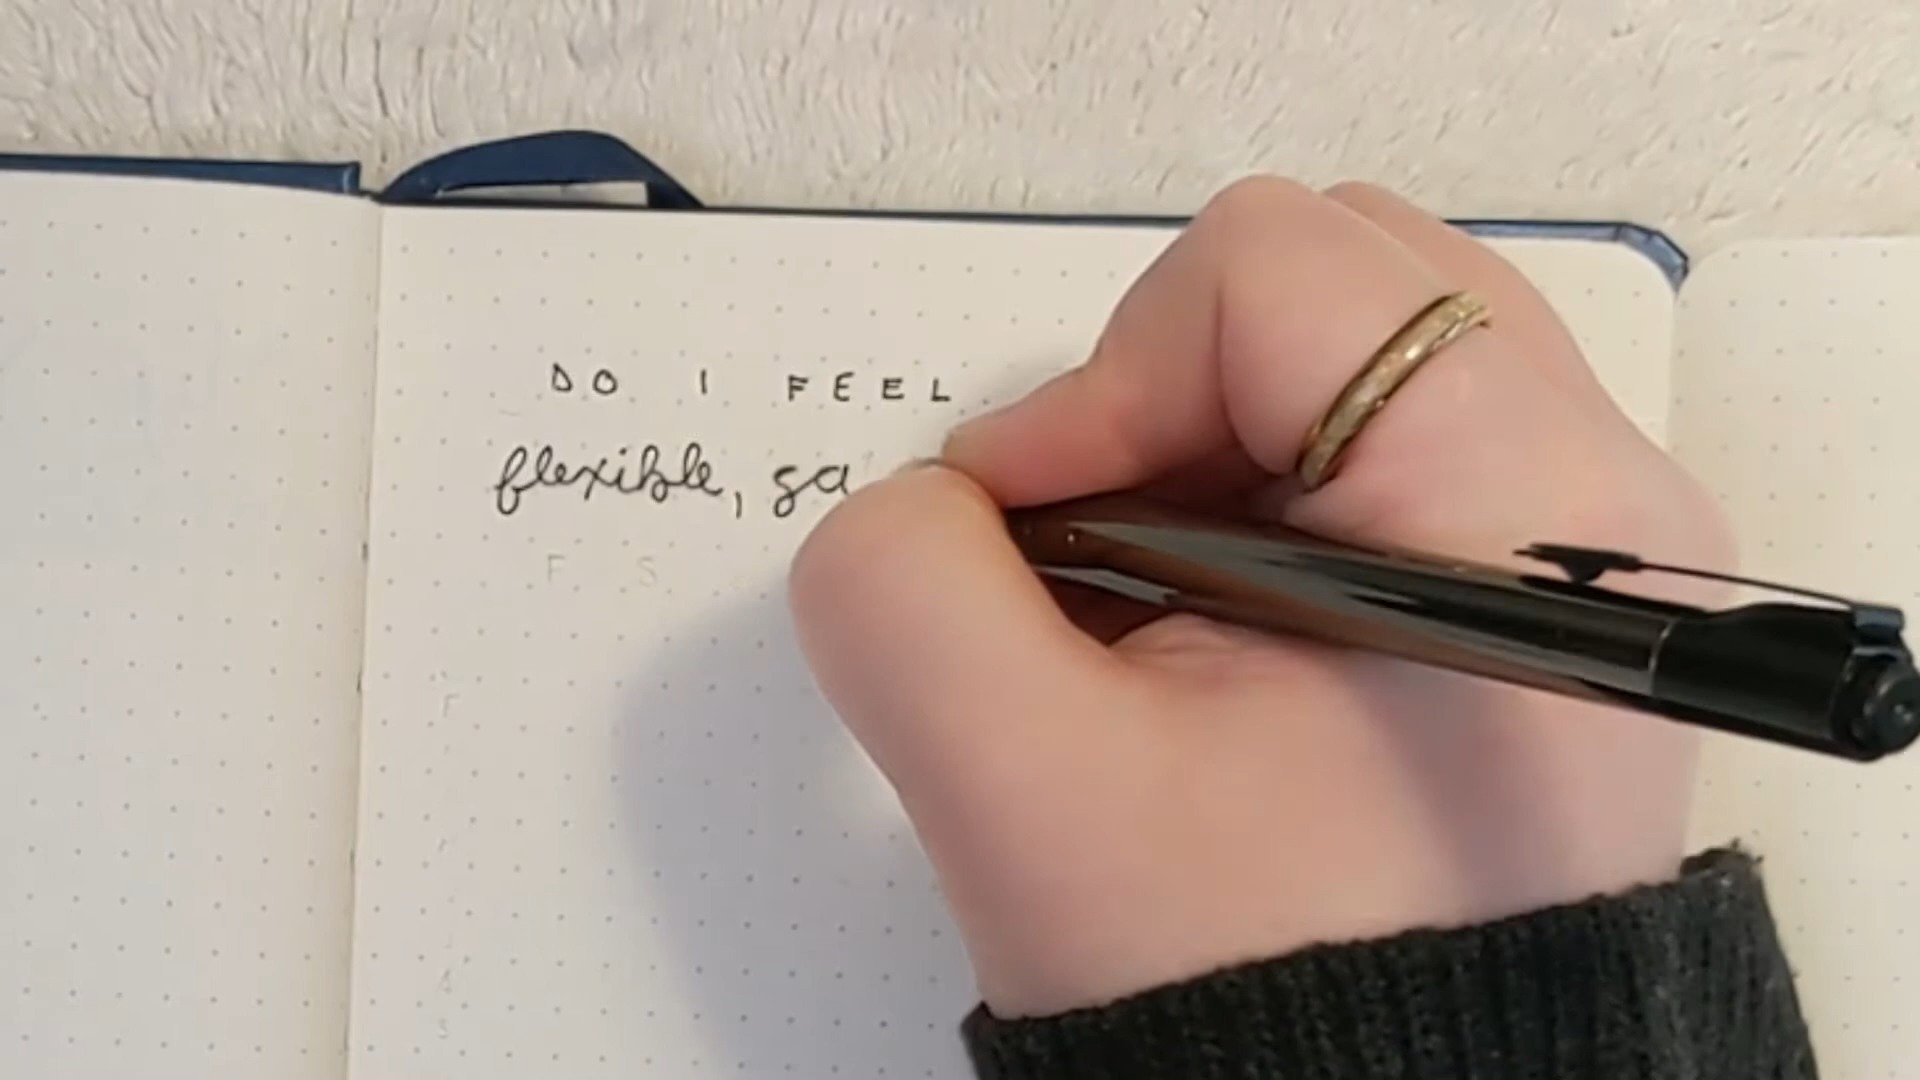 DO I FEEL
flexible, sa
F S
F
S